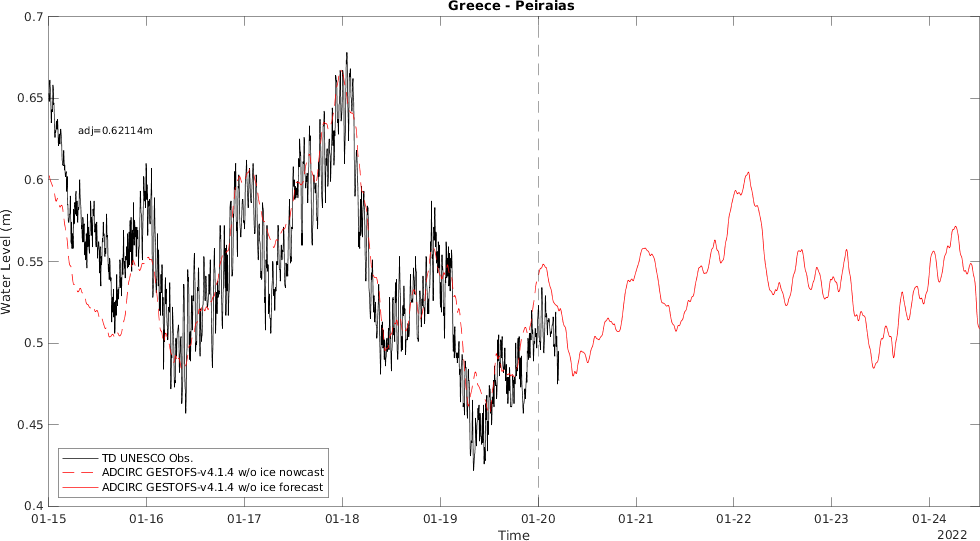 Greece - Peiraias
0.7
0.65
0.6
0.55
0.5
0.45
0.4
Water Level (m)
adj=0.62114m
TD UNESCO Obs.
ADCIRC GESTOFS-v4.1.4 w/o ice nowcast
ADCIRC GESTOFS-v4.1.4 w/o ice forecast
01-15 01-16 01-17 01-18 01-19 01-20 01-21 01-22 01-23 01-24
Time
2022